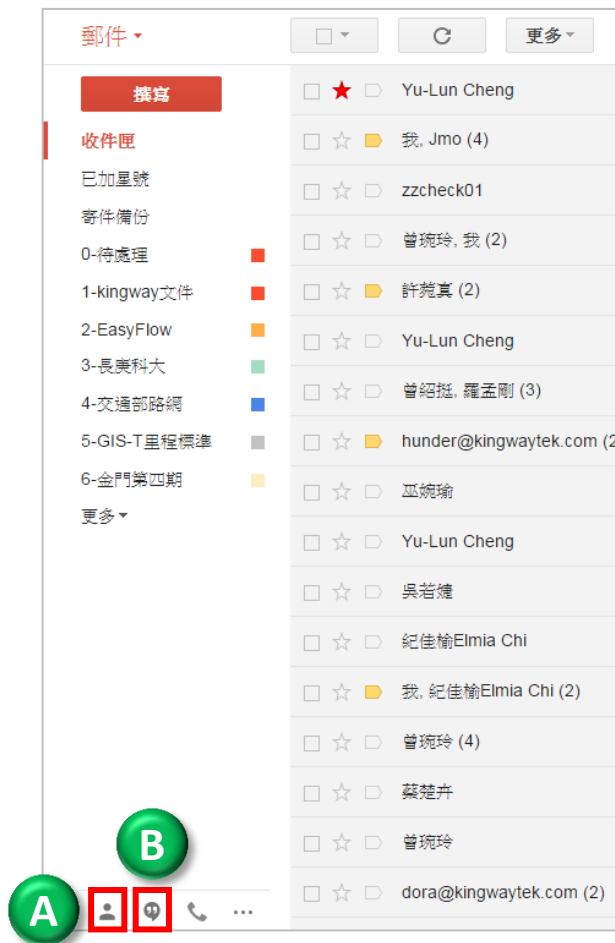 郵件
更多
撰寫
收件匣
已加星號
寄件備份
0-待處理
1-kingway文件
2-EasyFlow
3-長庚科大
4-交通部路網
5-GIS-T里程標準
6-金門第四期
更多
Yu-Lun Cheng
我, Jmo (4)
zzcheck01
曾琬玲, 我 (2)
許菀真 (2)
Yu-Lun Cheng
曾紹挺, 羅孟剛 (3)
hunder@kingwaytek.com (2
巫婉瑜
Yu-Lun Cheng
吳若婕
紀佳榆Elmia Chi
我, 紀佳榆Elmia Chi (2)
曾琬玲 (4)
蔡楚卉
曾琬玲
dora@kingwaytek.com (2)
B
A